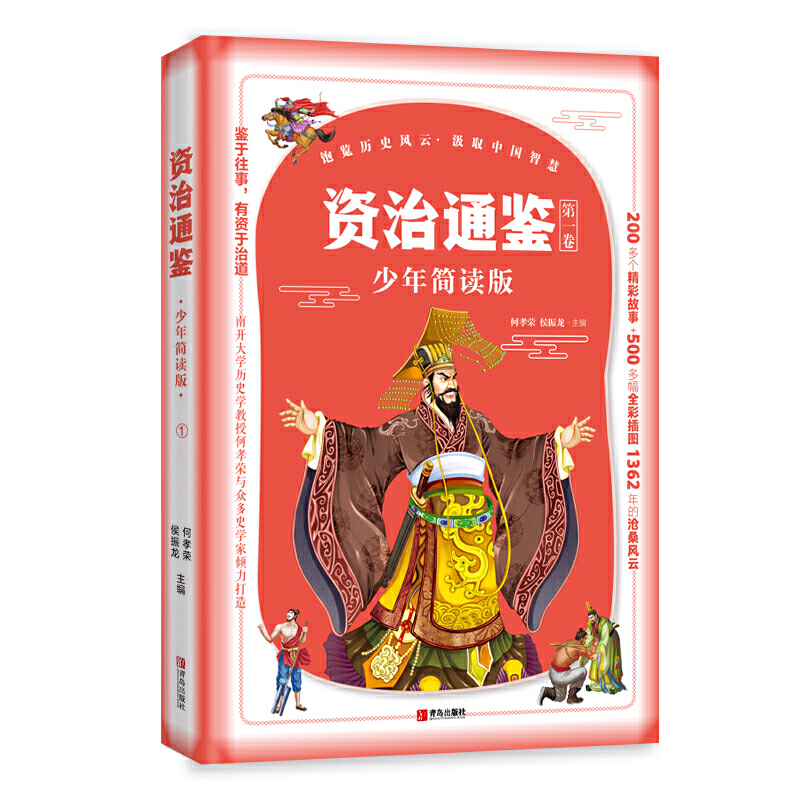 资治通鉴
·少年简读版·
①
何孝荣
侯振龙
主编
青岛出版社
鉴于往事，有资于治道
南开大学历史学教授何孝荣与众多史学家倾力打造
饱览历史风云·汲取中国智慧
资治通鉴
第一卷
少年简读版
何孝荣 侯振龙·主编
200多个精彩故事+500多幅全彩插图 1362年的沧桑风云
青岛出版社